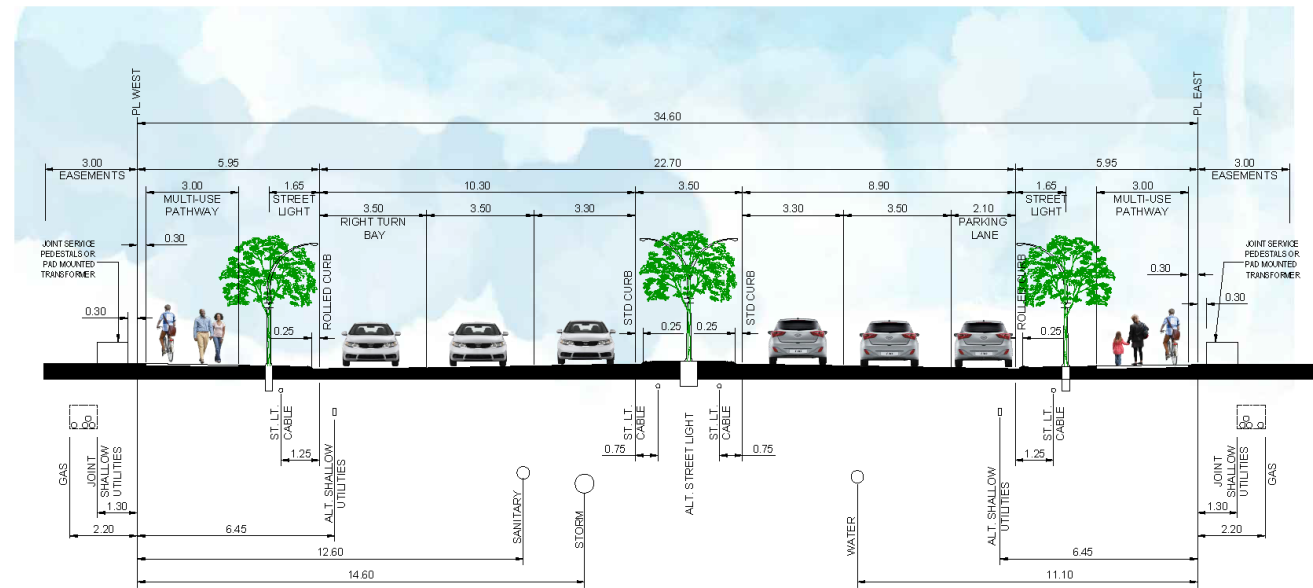 PL WEST
PL EAST
34.60
3.00
EASEMENTS
5.95
22.70
5.95
3.00
EASEMENTS
3.00
MULTI-USE
PATHWAY
1.65
STREET
LIGHT
10.30
3.50
8.90
1.65
STREET
LIGHT
3.00
MULTI-USE
PATHWAY
3.50
RIGHT TURN
BAY
3.50
3.30
3.30
3.50
2.10
PARKING
LANE
JOINT SERVICE
PEDESTALS OR
PAD MOUNTED
TRANSFORMER
0.30
0.30
0.25
ROLLED CURB
STD CURB
0.25
0.25
STD CURB
ROLLED CURB
0.25
0.30
0.30
JOINT SERVICE
PEDESTALS OR
PAD MOUNTED
TRANSFORMER
GAS
JOINT
SHALLOW
UTILITIES
ST. LT.
CABLE
1.25
ALT. SHALLOW
UTILITIES
SANITARY
STORM
ST. LT.
CABLE
0.75
ALT. STREET LIGHT
ST. LT.
CABLE
0.75
WATER
ALT. SHALLOW
UTILITIES
ST. LT.
CABLE
1.25
JOINT
SHALLOW
UTILITIES
GAS
1.30
2.20
6.45
12.60
14.60
1.30
2.20
6.45
11.10